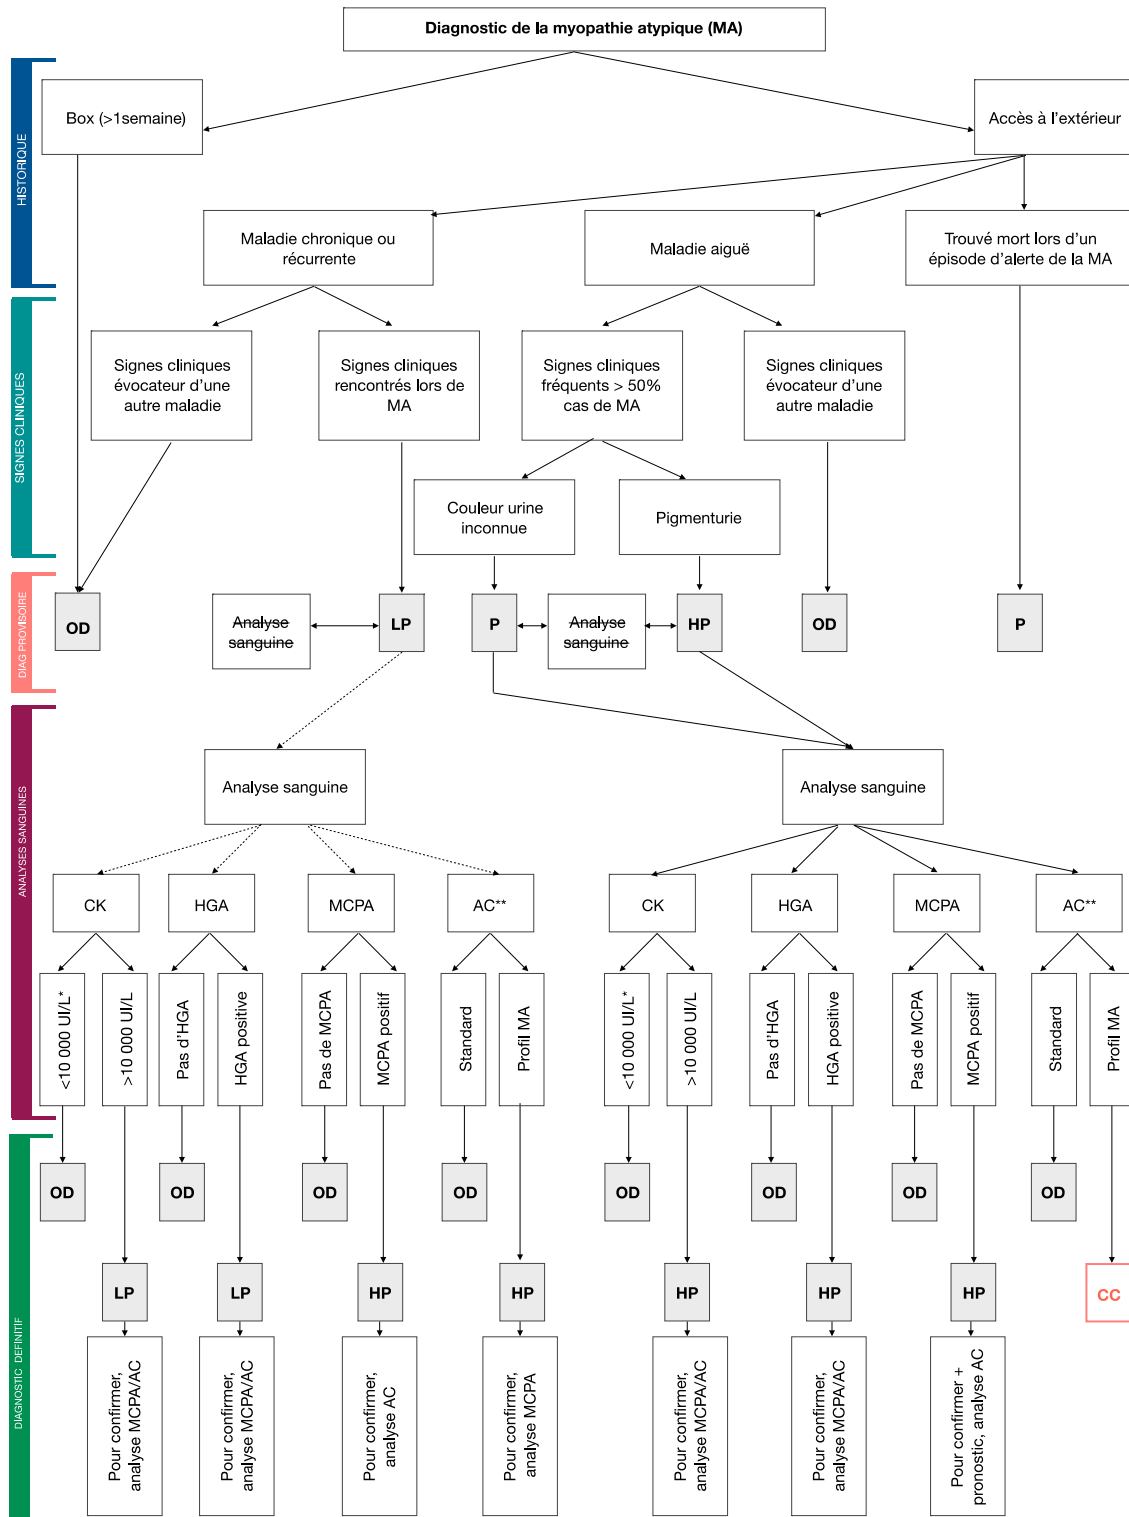 Diagnostic de la myopathie atypique (MA)
HISTORIQUE
Box (>1semaine)
Accès à l'extérieur
Maladie chronique ou
récurrente
Maladie aiguë
Trouvé mort lors d'un
épisode d'alerte de la MA
SIGNES CLINIQUES
Signes cliniques
évocateur d'une
autre maladie
Signes cliniques
rencontrés lors de
MA
Signes cliniques
fréquents > 50%
cas de MA
Signes cliniques
évocateur d'une
autre maladie
Couleur urine
inconnue
Pigmenturie
DIAG PROVISOIRE
OD
Analyse
sanguine
LP
P
Analyse
sanguine
HP
OD
P
ANALYSES SANGUINES
Analyse sanguine
Analyse sanguine
CK
HGA
MCPA
AC**
CK
HGA
MCPA
AC**
<10 000 UI/L*
>10 000 UI/L
Pas d'HGA
HGA positive
Pas de MCPA
MCPA positif
Standard
Profil MA
<10 000 UI/L*
>10 000 UI/L
Pas d'HGA
HGA positive
Pas de MCPA
MCPA positif
Standard
Profil MA
DIAGNOSTIC DEFINITIF
OD
OD
OD
OD
OD
OD
OD
OD
LP
LP
HP
HP
HP
HP
HP
CC
Pour confirmer,
analyse MCPA/AC
Pour confirmer,
analyse MCPA/AC
Pour confirmer,
analyse AC
Pour confirmer,
analyse MCPA
Pour confirmer,
analyse MCPA/AC
Pour confirmer,
analyse MCPA/AC
Pour confirmer +
pronostic, analyse AC